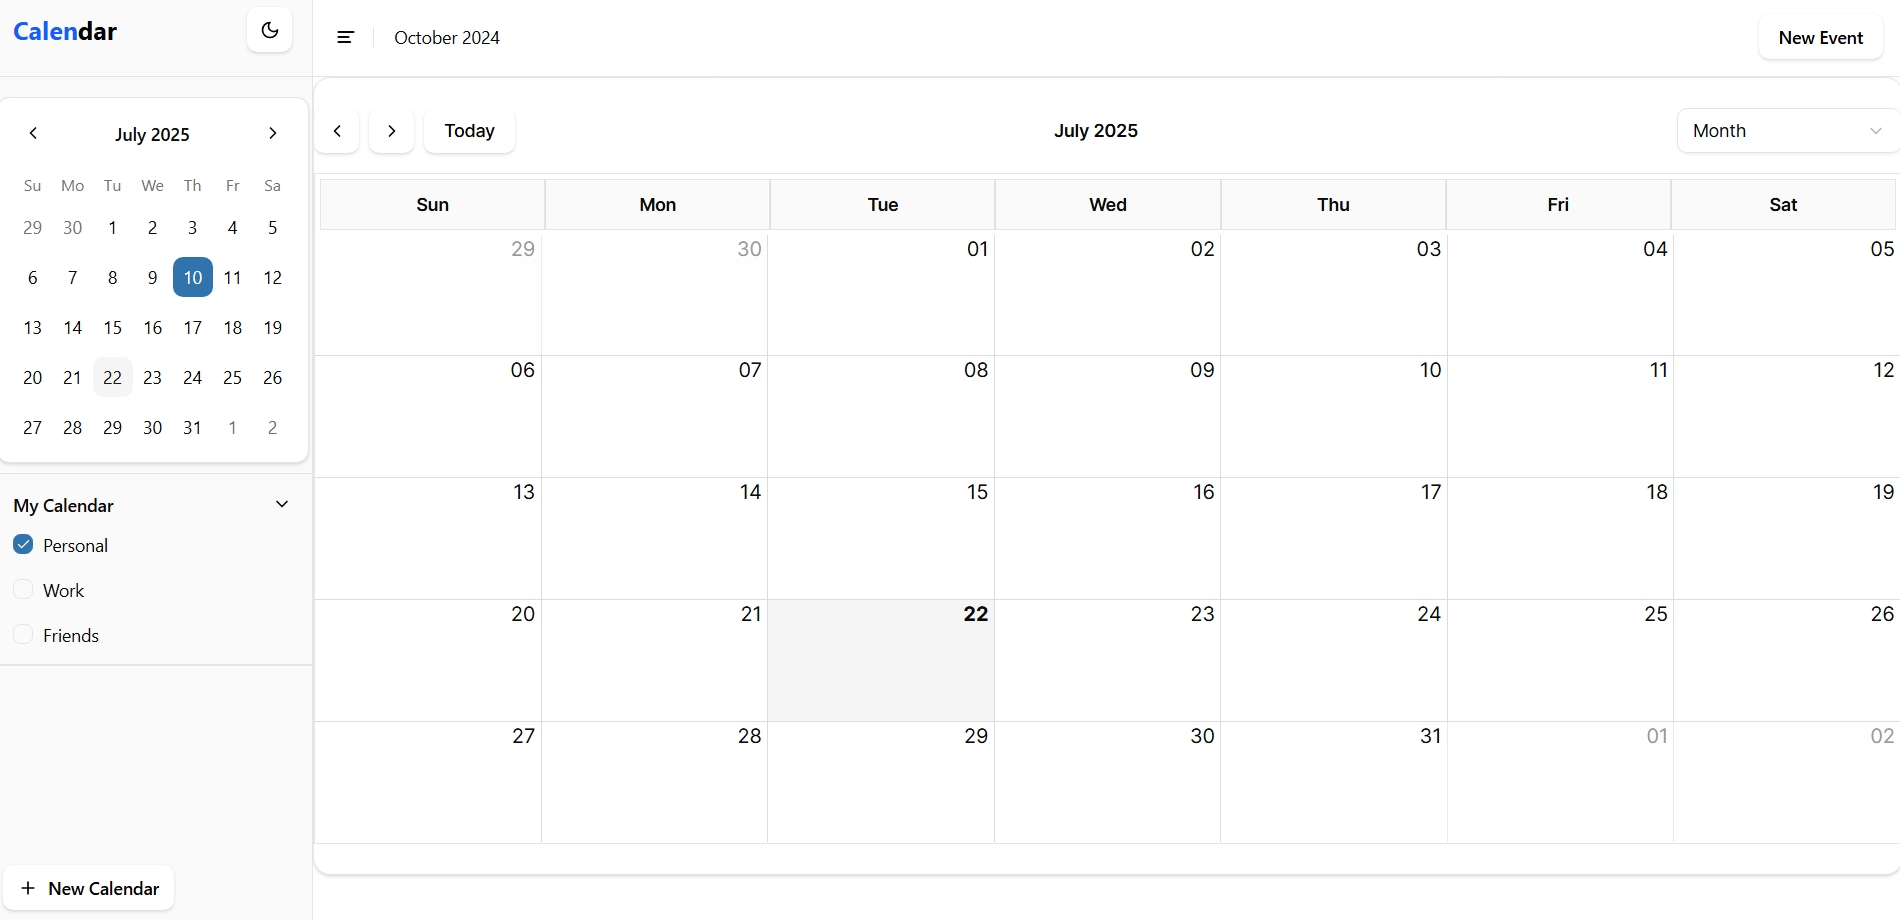 Calendar
October 2024
New Event
July 2025
Su Mo Tu We Th Fr Sa
29 30 1 2 3 4 5
6 7 8 9 10 11 12
13 14 15 16 17 18 19
20 21 22 23 24 25 26
27 28 29 30 31 1 2
My Calendar
Personal
Work
Friends
New Calendar
Today
July 2025
Month
Sun Mon Tue Wed Thu Fri Sat
29 30 01 02 03 04 05
06 07 08 09 10 11 12
13 14 15 16 17 18 19
20 21 22 23 24 25 26
27 28 29 30 31 01 02